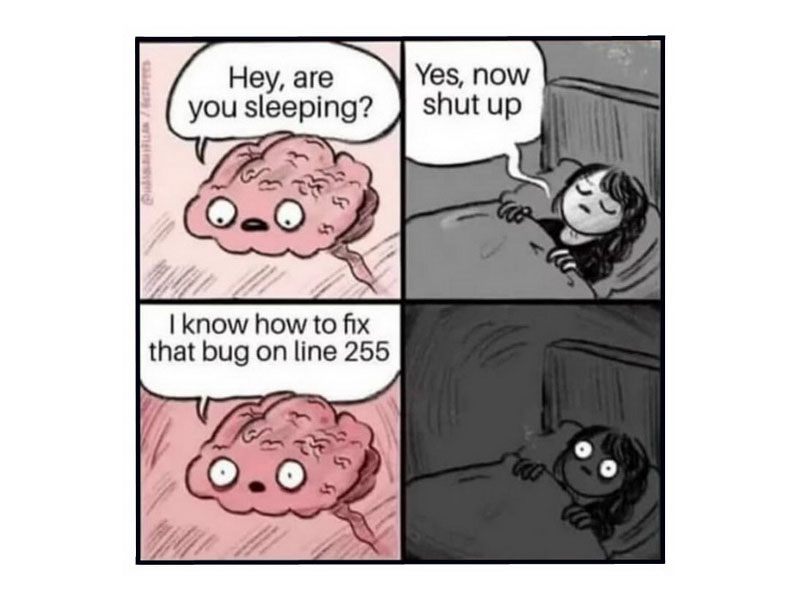 Hey, are
you sleeping?
Yes, now
shut up
I know how to fix
that bug on line 255